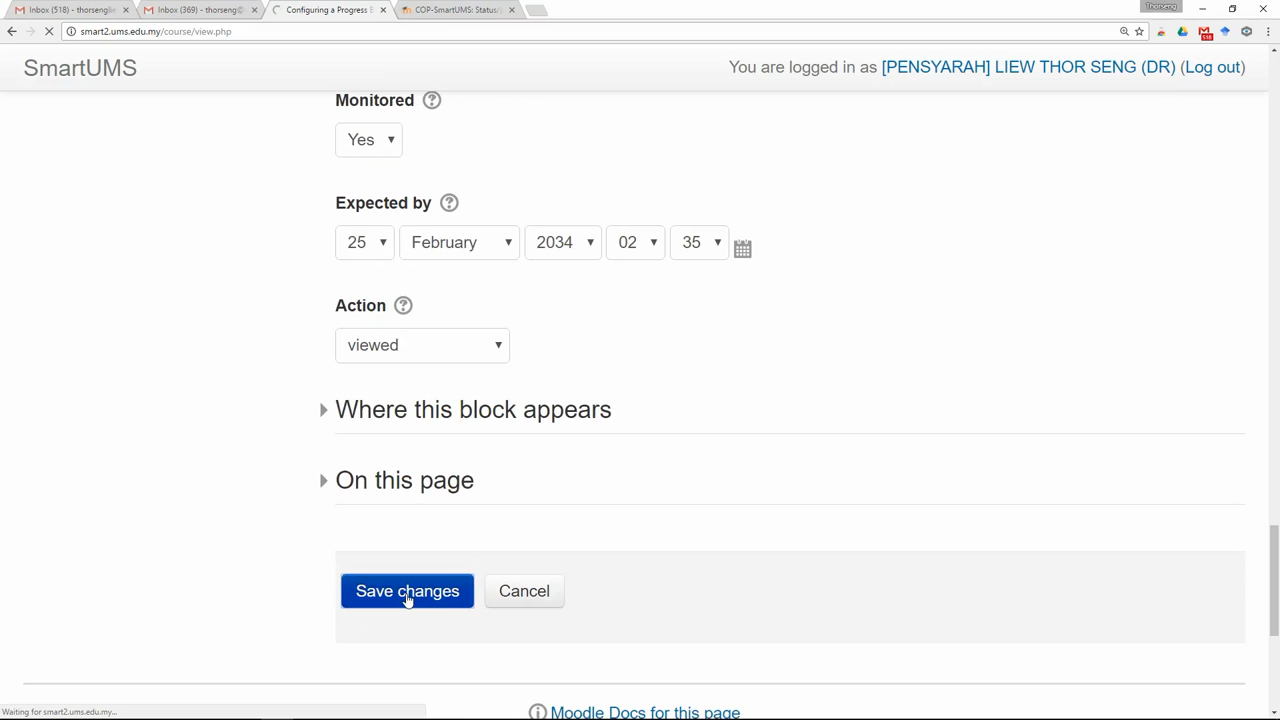 Thorseng
Inbox (518) - thorsenglie
Inbox (369) - thorseng@
Configuring a Progress B
COP-SmartUMS: Status/
smart2.ums.edu.my/course/view.php
SmartUMS
You are logged in as [PENSYARAH] LIEW THOR SENG (DR) (Log out)
Monitored
Yes
Expected by
25 February 2034 02 35
Action
viewed
Where this block appears
On this page
Save changes Cancel
Waiting for smart2.ums.edu.my...
Moodle Docs for this page